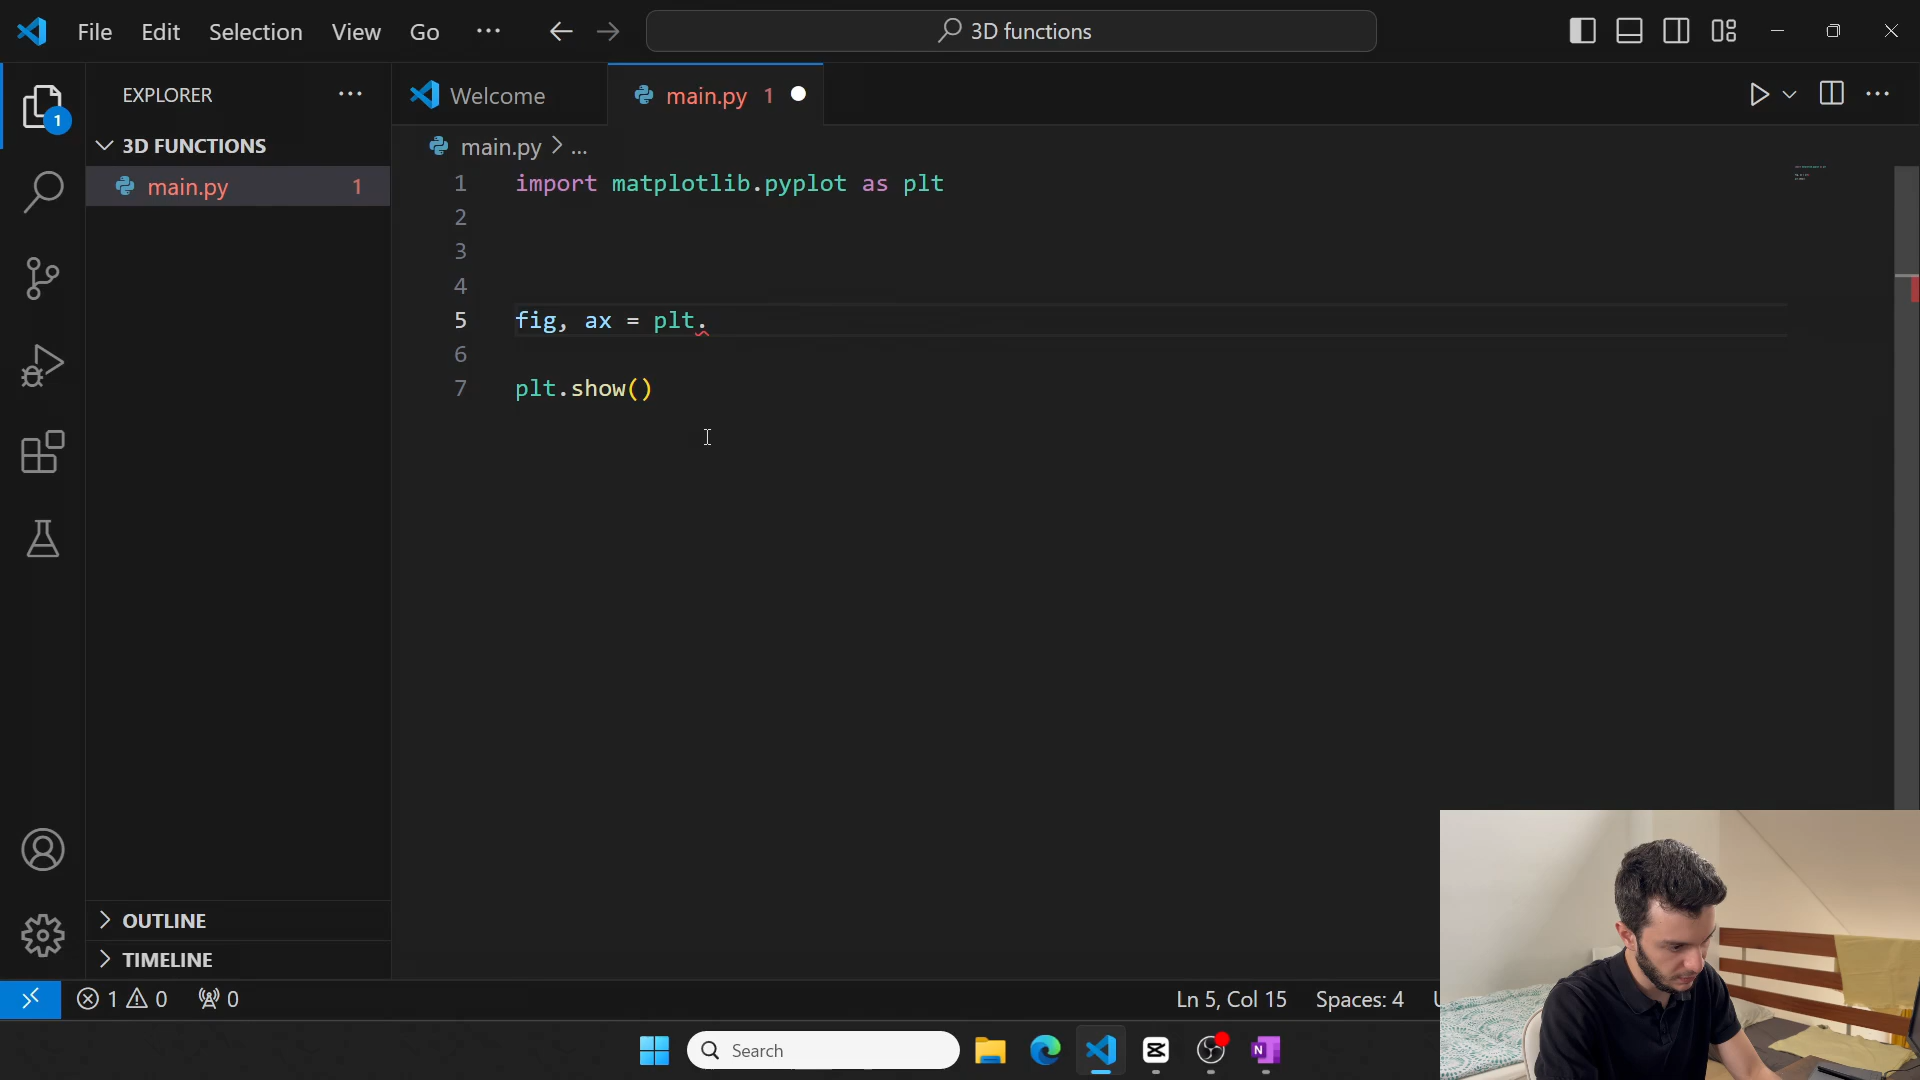 File Edit Selection View Go ··· 3D functions
EXPLORER ···
Welcome
main.py 1
1
3D FUNCTIONS
main.py 1
main.py > ...
1 import matplotlib.pyplot as plt
2
3
4
5 fig, ax = plt.
6
7 plt.show()
OUTLINE
TIMELINE
1 0 0
Ln 5, Col 15 Spaces: 4
Search
N